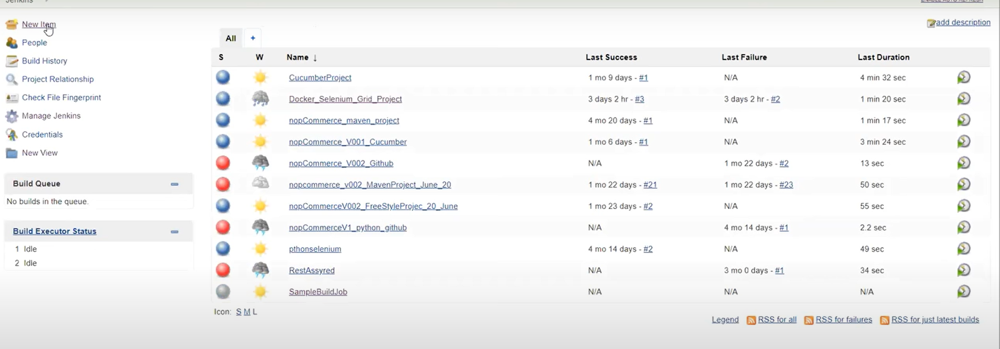 Jenkins
ENABLE AUTO REFRESH
New Item
People
Build History
Project Relationship
Check File Fingerprint
Manage Jenkins
Credentials
New View
Build Queue
No builds in the queue.
Build Executor Status
1 Idle
2 Idle
add description
All +
S W Name ↓ Last Success Last Failure Last Duration
CucumberProject 1 mo 9 days - #1 N/A 4 min 32 sec
Docker_Selenium_Grid_Project 3 days 2 hr - #3 3 days 2 hr - #2 1 min 20 sec
nopCommerce_maven_project 4 mo 20 days - #1 N/A 1 min 17 sec
nopCommerce_V001_Cucumber 1 mo 6 days - #1 N/A 3 min 24 sec
nopCommerce_V002_Github N/A 1 mo 22 days - #2 13 sec
nopcommerce_v002_MavenProject_June_20 1 mo 22 days - #21 1 mo 22 days - #23 50 sec
nopCommerceV002_FreeStyleProjec_20_June 1 mo 23 days - #2 N/A 55 sec
nopCommerceV1_python_github N/A 4 mo 14 days - #1 2.2 sec
pthonselenium 4 mo 14 days - #2 N/A 49 sec
RestAssyred N/A 3 mo 0 days - #1 34 sec
SampleBuildJob N/A N/A N/A
Icon: S M L
Legend RSS for all RSS for failures RSS for just latest builds